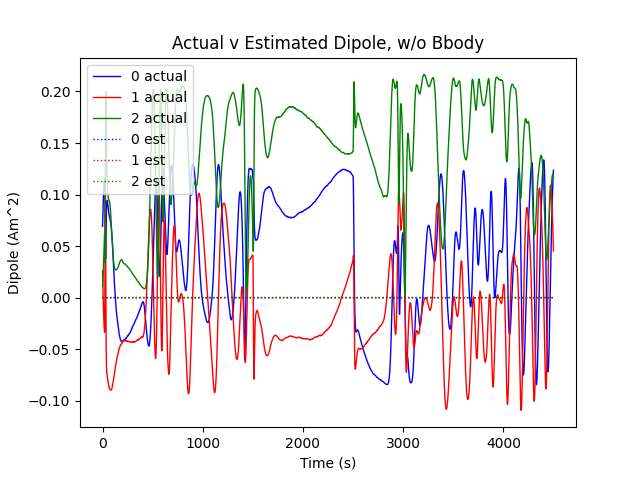 Actual v Estimated Dipole, w/o Bbody
0 actual
1 actual
2 actual
0 est
1 est
2 est
0.20
0.15
0.10
0.05
0.00
−0.05
−0.10
Dipole (Am^2)
0
1000
2000
3000
4000
Time (s)